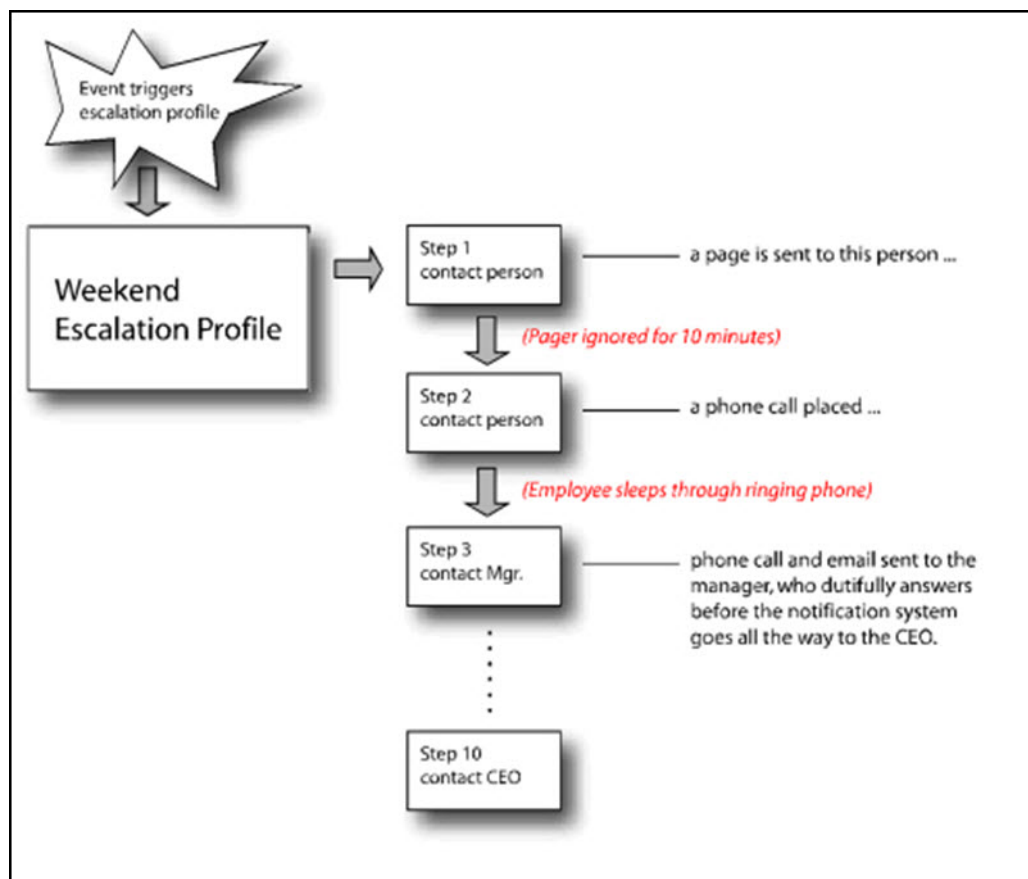 Event triggers
escalation profile
Weekend
Escalation Profile
Step 1
contact person
a page is sent to this person ...
(Pager ignored for 10 minutes)
Step 2
contact person
a phone call placed ...
(Employee sleeps through ringing phone)
Step 3
contact Mgr.
phone call and email sent to the
manager, who dutifully answers
before the notification system
goes all the way to the CEO.
Step 10
contact CEO